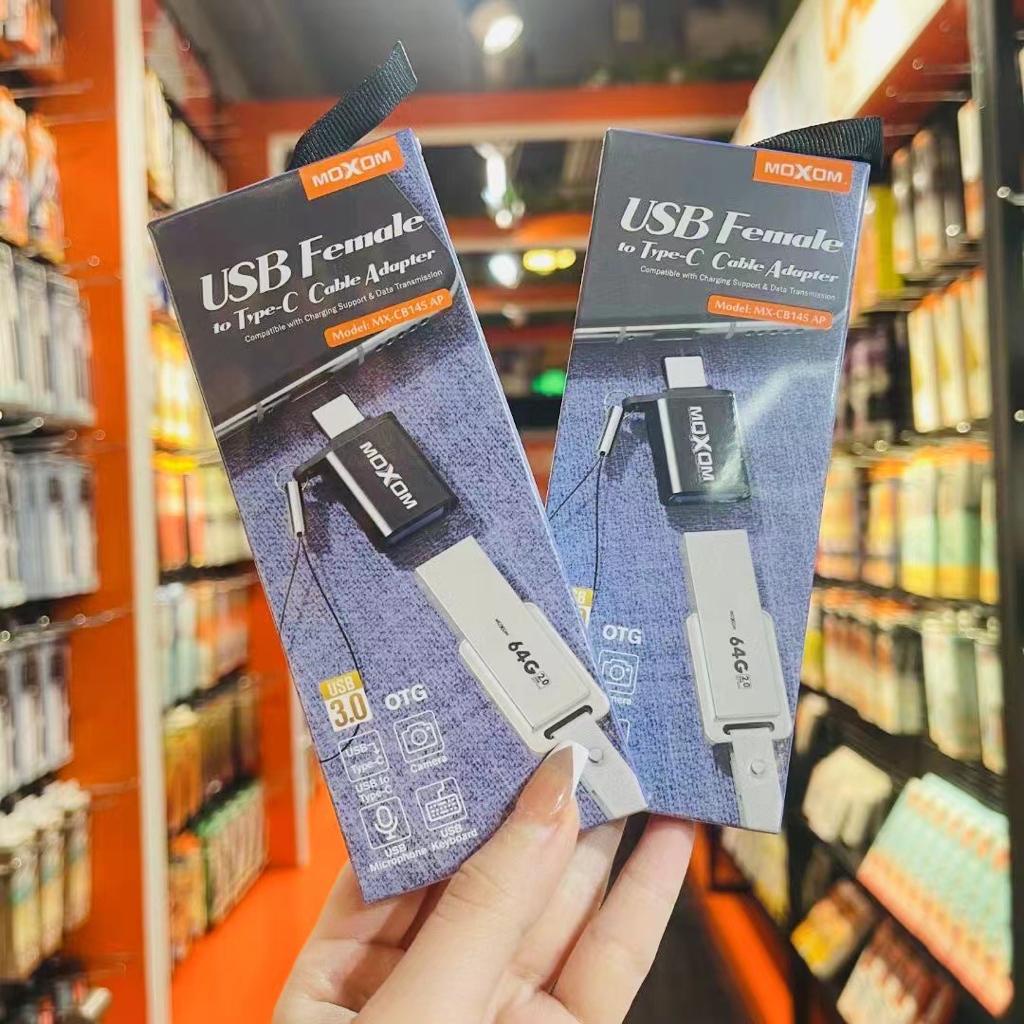 MOXOM
USB Female
to Type-C Cable Adapter
Compatible with Charging Support & Data Transmission
Model: MX-CB145 AP
MOXOM
64G 2.0
USB
3.0
OTG
USB to
Type-C
Camera
USB
Microphone
USB
Keyboard
MOXOM
USB Female
to Type-C Cable Adapter
Compatible with Charging Support & Data Transmission
Model: MX-CB145 AP
MOXOM
64G 2.0
OTG